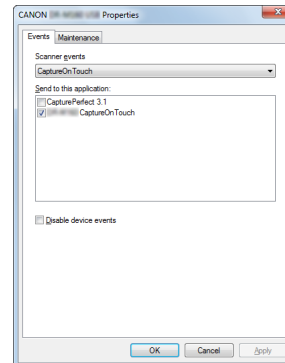 CANON Properties
Events Maintenance
Scanner events
CaptureOnTouch
Send to this application:
CapturePerfect 3.1
CaptureOnTouch
Disable device events
OK Cancel Apply